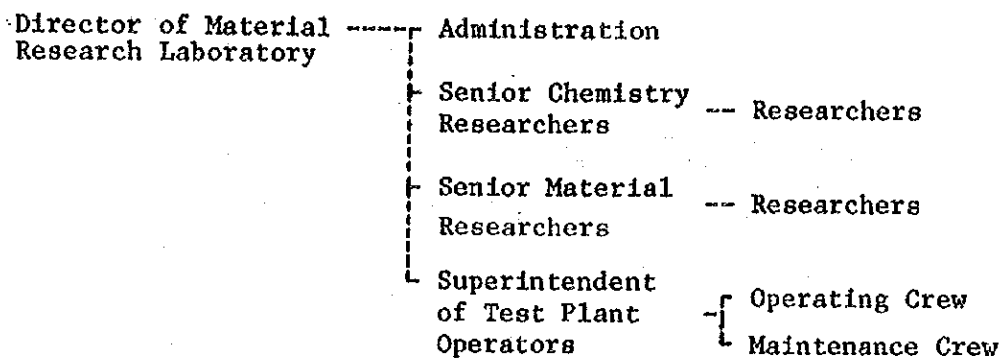 Director of Material
Research Laboratory
Administration
Senior Chemistry
Researchers
Researchers
Senior Material
Researchers
Researchers
Superintendent
of Test Plant
Operators
Operating Crew
Maintenance Crew